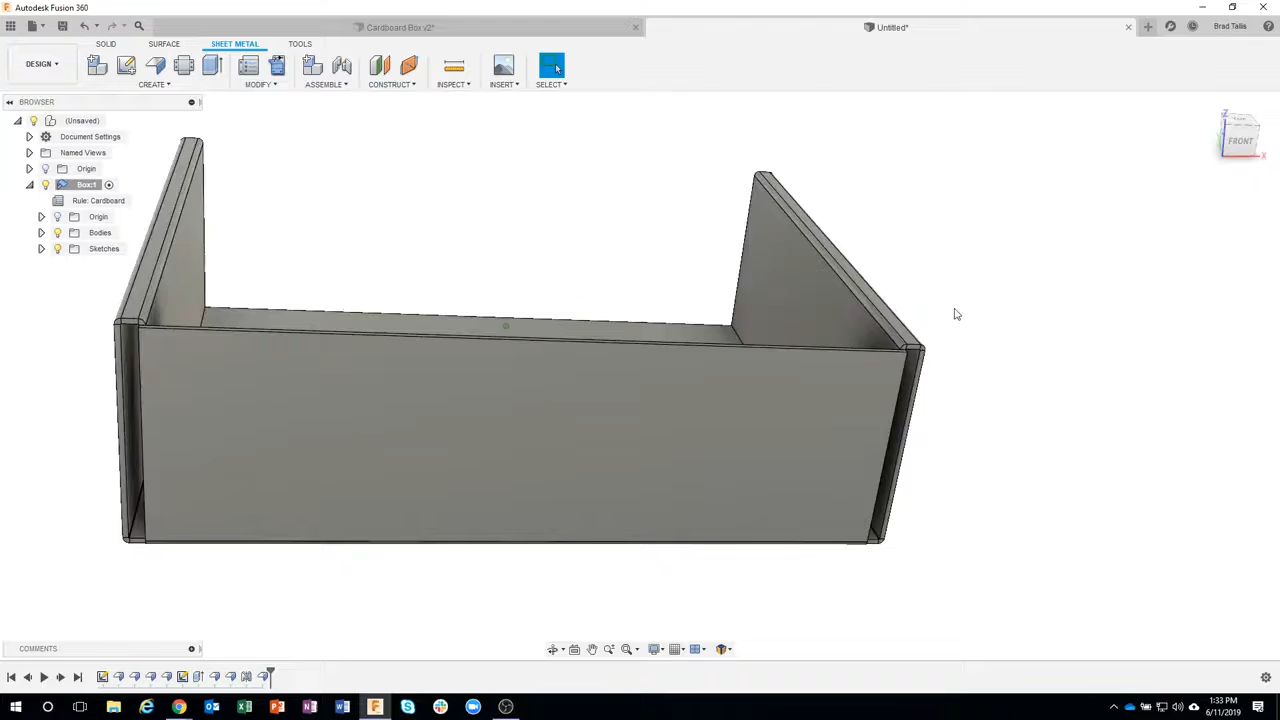 Autodesk Fusion 360
Cardboard Box v2*
Untitled*
Brad Tallis
DESIGN
SOLID
SURFACE
SHEET METAL
TOOLS
CREATE
MODIFY
ASSEMBLE
CONSTRUCT
INSPECT
INSERT
SELECT
BROWSER
(Unsaved)
Document Settings
Named Views
Origin
Box:1
Rule: Cardboard
Origin
Bodies
Sketches
Z
FRONT
X
COMMENTS
1:33 PM
6/11/2019